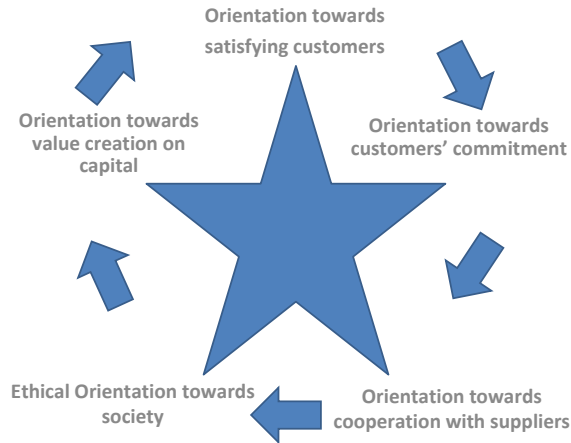 Orientation towards
satisfying customers
Orientation towards
value creation on
capital
Orientation towards
customers' commitment
Ethical Orientation towards
society
Orientation towards
cooperation with suppliers